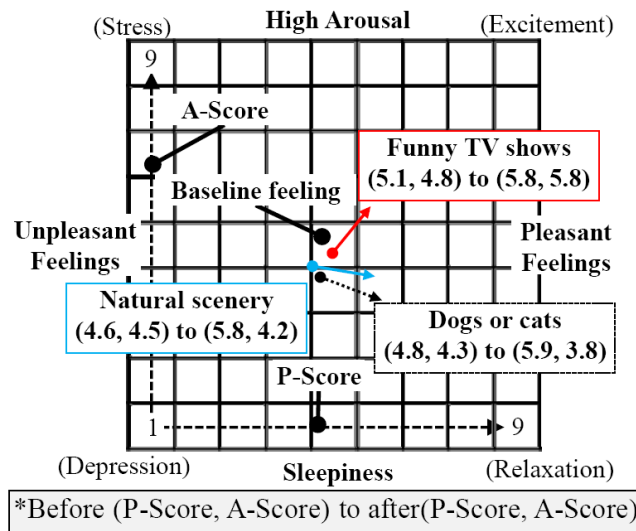 (Stress)
High Arousal
(Excitement)
9
A-Score
Funny TV shows
(5.1, 4.8) to (5.8, 5.8)
Baseline feeling
Unpleasant
Feelings
Pleasant
Feelings
Natural scenery
(4.6, 4.5) to (5.8, 4.2)
Dogs or cats
(4.8, 4.3) to (5.9, 3.8)
P-Score
1
9
(Depression)
Sleepiness
(Relaxation)
*Before (P-Score, A-Score) to after(P-Score, A-Score)